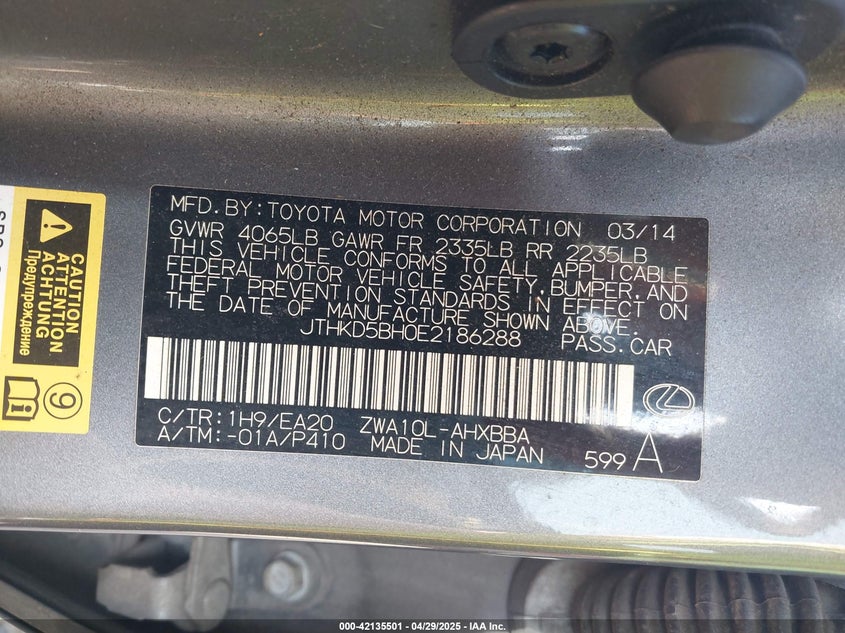 MFD. BY: TOYOTA MOTOR CORPORATION 03/14
GVWR 4065LB GAWR FR 2335LB RR 2235LB
THIS VEHICLE CONFORMS TO ALL APPLICABLE
FEDERAL MOTOR VEHICLE SAFETY, BUMPER, AND
THEFT PREVENTION STANDARDS IN EFFECT ON
THE DATE OF MANUFACTURE SHOWN ABOVE.
JTHKD5BH0E2186288 PASS. CAR
C/TR: 1H9/EA20 ZWA10L-AHXBBA
A/TM: -01A/P410 MADE IN JAPAN 599 A
CAUTION
ATTENTION
ACHTUNG
Предупреждение
9
000-42135501 - 04/29/2025 - IAA Inc.